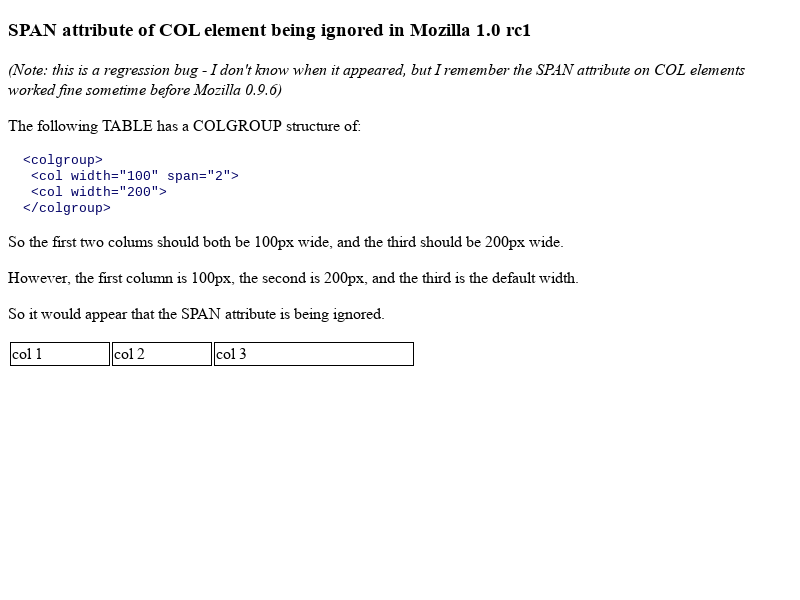 SPAN attribute of COL element being ignored in Mozilla 1.0 rc1
(Note: this is a regression bug - I don't know when it appeared, but I remember the SPAN attribute on COL elements
worked fine sometime before Mozilla 0.9.6)
The following TABLE has a COLGROUP structure of:
<colgroup>
<col width="100" span="2">
<col width="200">
</colgroup>
So the first two colums should both be 100px wide, and the third should be 200px wide.
However, the first column is 100px, the second is 200px, and the third is the default width.
So it would appear that the SPAN attribute is being ignored.
col 1 col 2 col 3